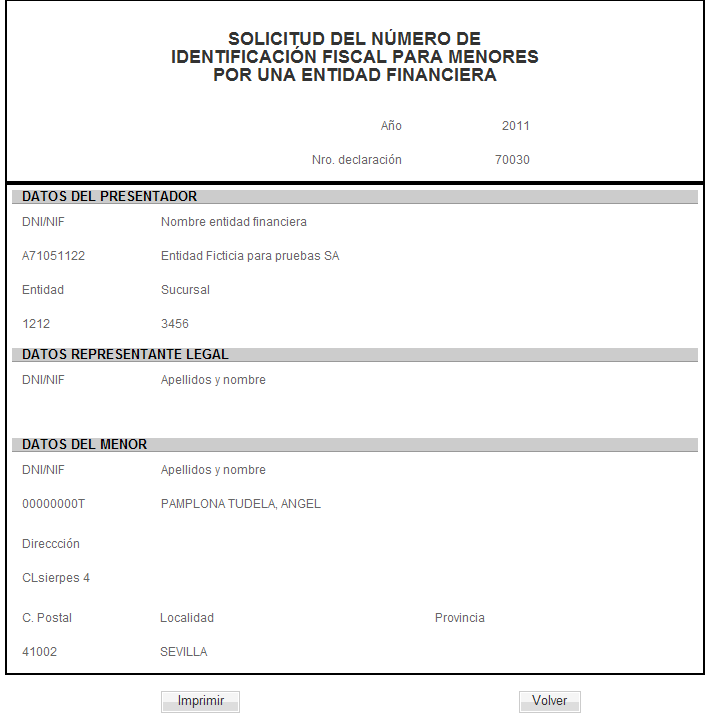 SOLICITUD DEL NÚMERO DE
IDENTIFICACIÓN FISCAL PARA MENORES
POR UNA ENTIDAD FINANCIERA
Año 2011
Nro. declaración 70030
DATOS DEL PRESENTADOR
DNI/NIF Nombre entidad financiera
A71051122 Entidad Ficticia para pruebas SA
Entidad Sucursal
1212 3456
DATOS REPRESENTANTE LEGAL
DNI/NIF Apellidos y nombre
DATOS DEL MENOR
DNI/NIF Apellidos y nombre
00000000T PAMPLONA TUDELA, ANGEL
Direccción
CLsierpes 4
C. Postal Localidad Provincia
41002 SEVILLA
Imprimir Volver